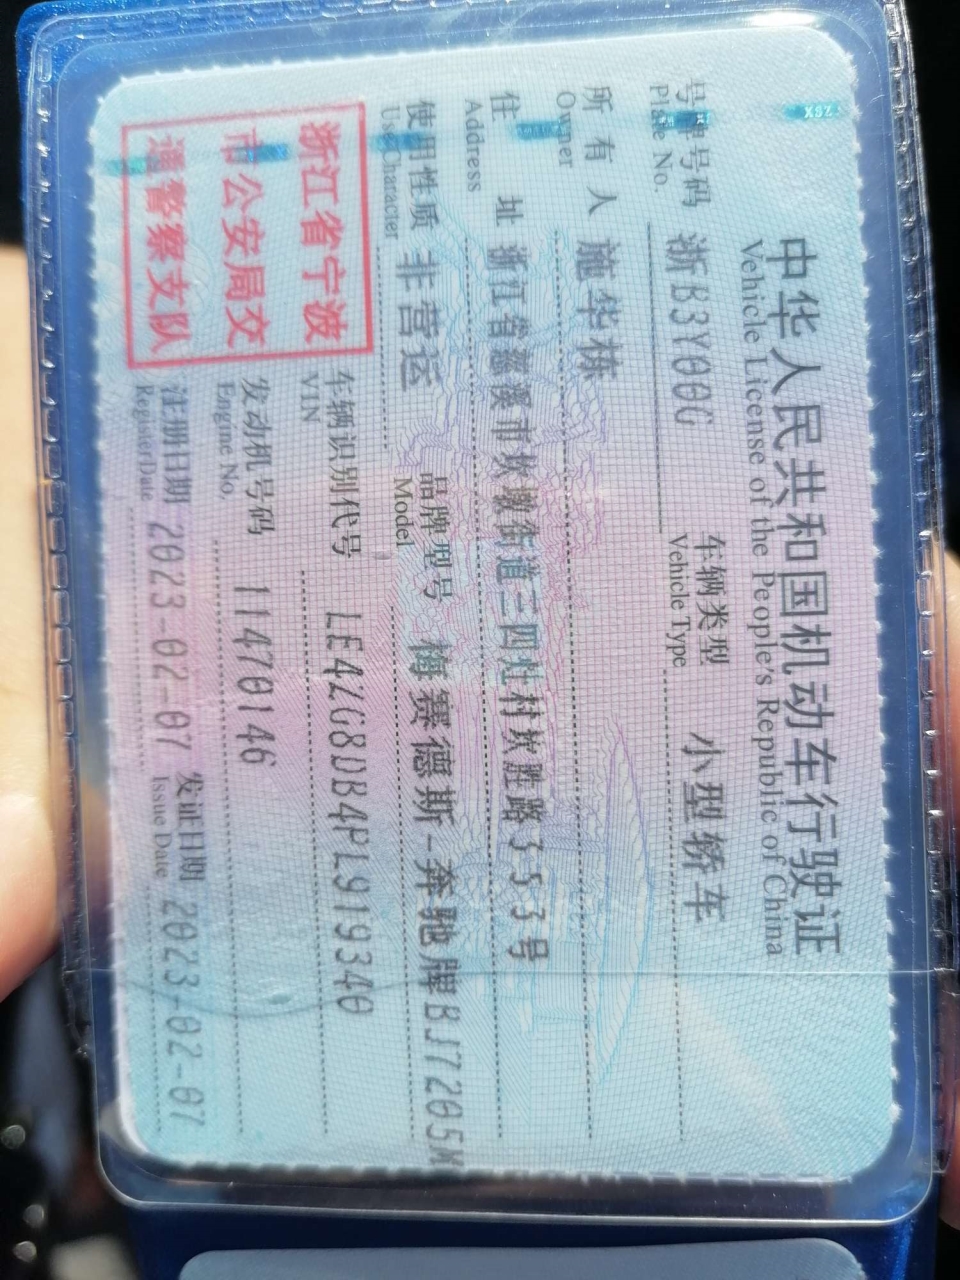 中华人民共和国机动车行驶证
Vehicle License of the People's Republic of China
号牌号码 浙B3Y00G 车辆类型 小型轿车
Plate No. Vehicle Type
所有人 施华栋
Owner
住址 浙江省慈溪市坎墩街道三四灶村坎胜路353号
Address
使用性质 非营运 品牌型号 梅赛德斯-奔驰牌BJ7205M
Use Character Model
浙江省宁波
市公安局交
通警察支队
车辆识别代号 LE4ZG8DB4PL919340
VIN
发动机号码 11470146
Engine No.
注册日期 2023-02-07 发证日期 2023-02-07
Register Date Issue Date